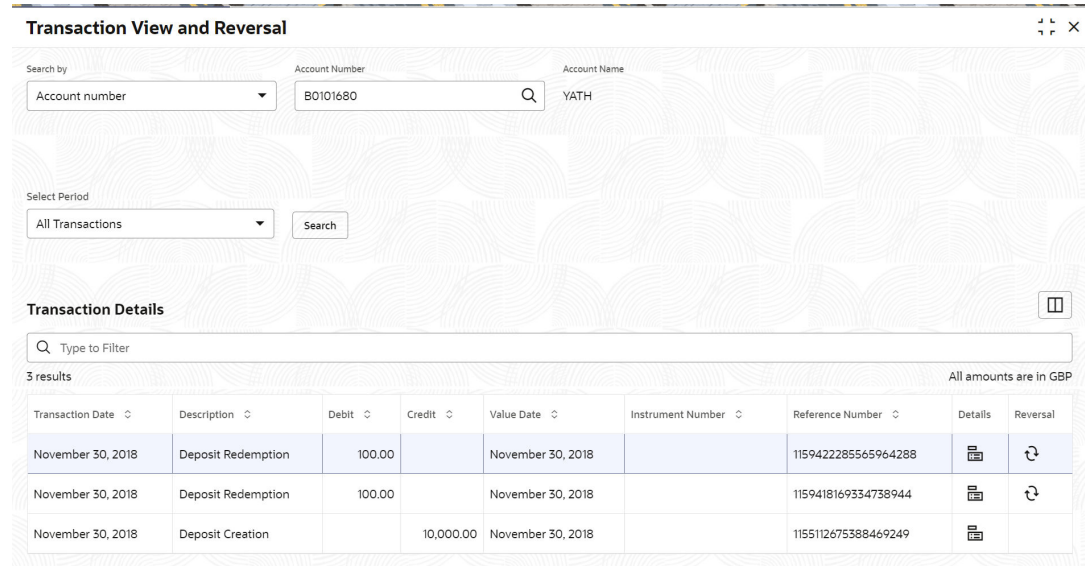 Transaction View and Reversal
Search by Account Number Account Name
Account number B0101680 YATH
Select Period
All Transactions Search
Transaction Details
Type to Filter
3 results All amounts are in GBP
Transaction Date Description Debit Credit Value Date Instrument Number Reference Number Details Reversal
November 30, 2018 Deposit Redemption 100.00 November 30, 2018 1159422285565964288
November 30, 2018 Deposit Redemption 100.00 November 30, 2018 1159418169334738944
November 30, 2018 Deposit Creation 10,000.00 November 30, 2018 1155112675388469249